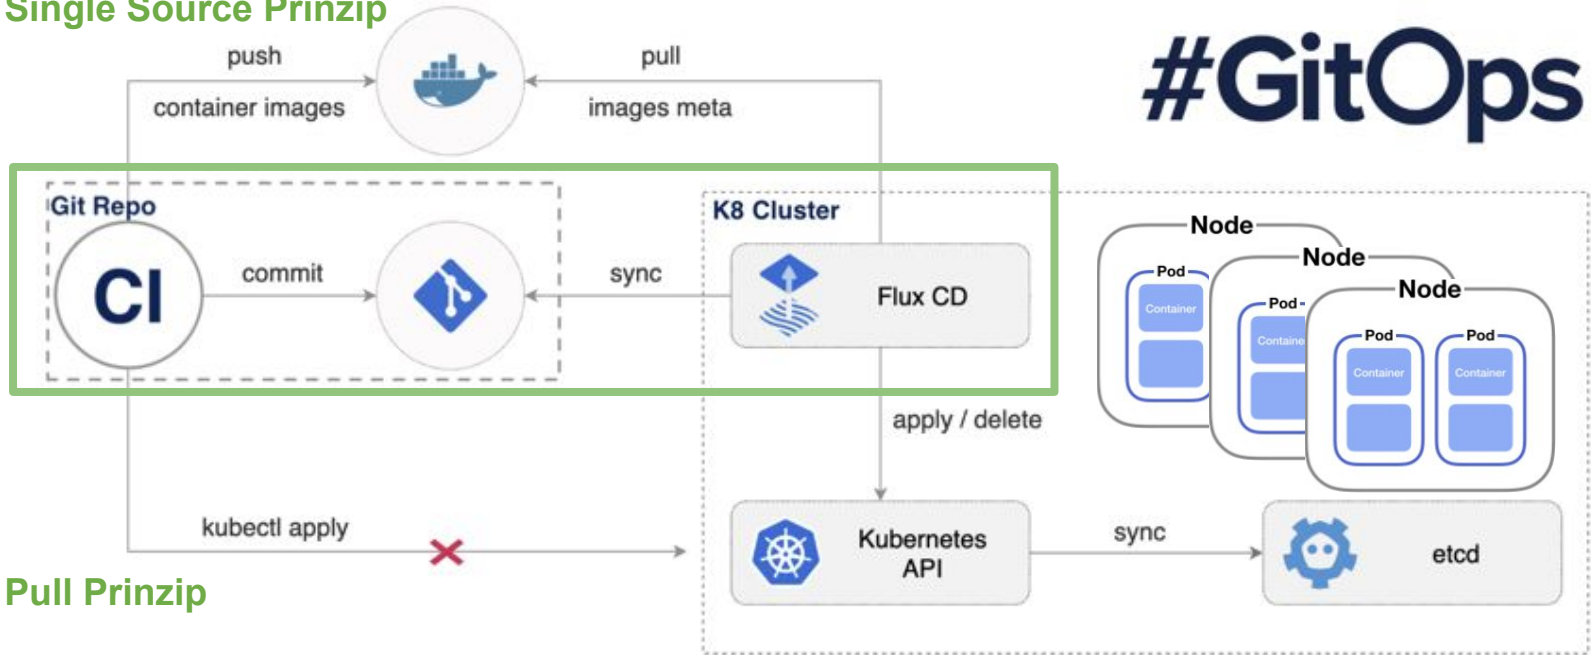 Single Source Prinzip
push
container images
pull
images meta
#GitOps
Git Repo
CI
commit
sync
K8 Cluster
Flux CD
Node
Pod
Container
Node
Pod
Containe
Node
Pod
Container
Pod
Container
apply / delete
kubectl apply
Kubernetes
API
sync
etcd
Pull Prinzip